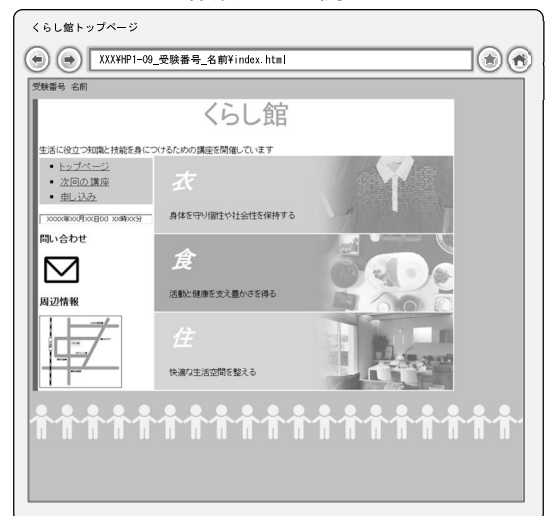 くらし館トップページ
XXX¥HP1-09_受験番号_名前¥index.html
受験番号 名前
くらし館
生活に役立つ知識と技能を身につけるための講座を開催しています
トップページ
次回の講座
申し込み
衣
身体を守り個性や社会性を保持する
XXXX年XX月XX日(X) XX時XX分
問い合わせ
食
活動と健康を支え豊かさを得る
周辺情報
住
快適な生活空間を整える